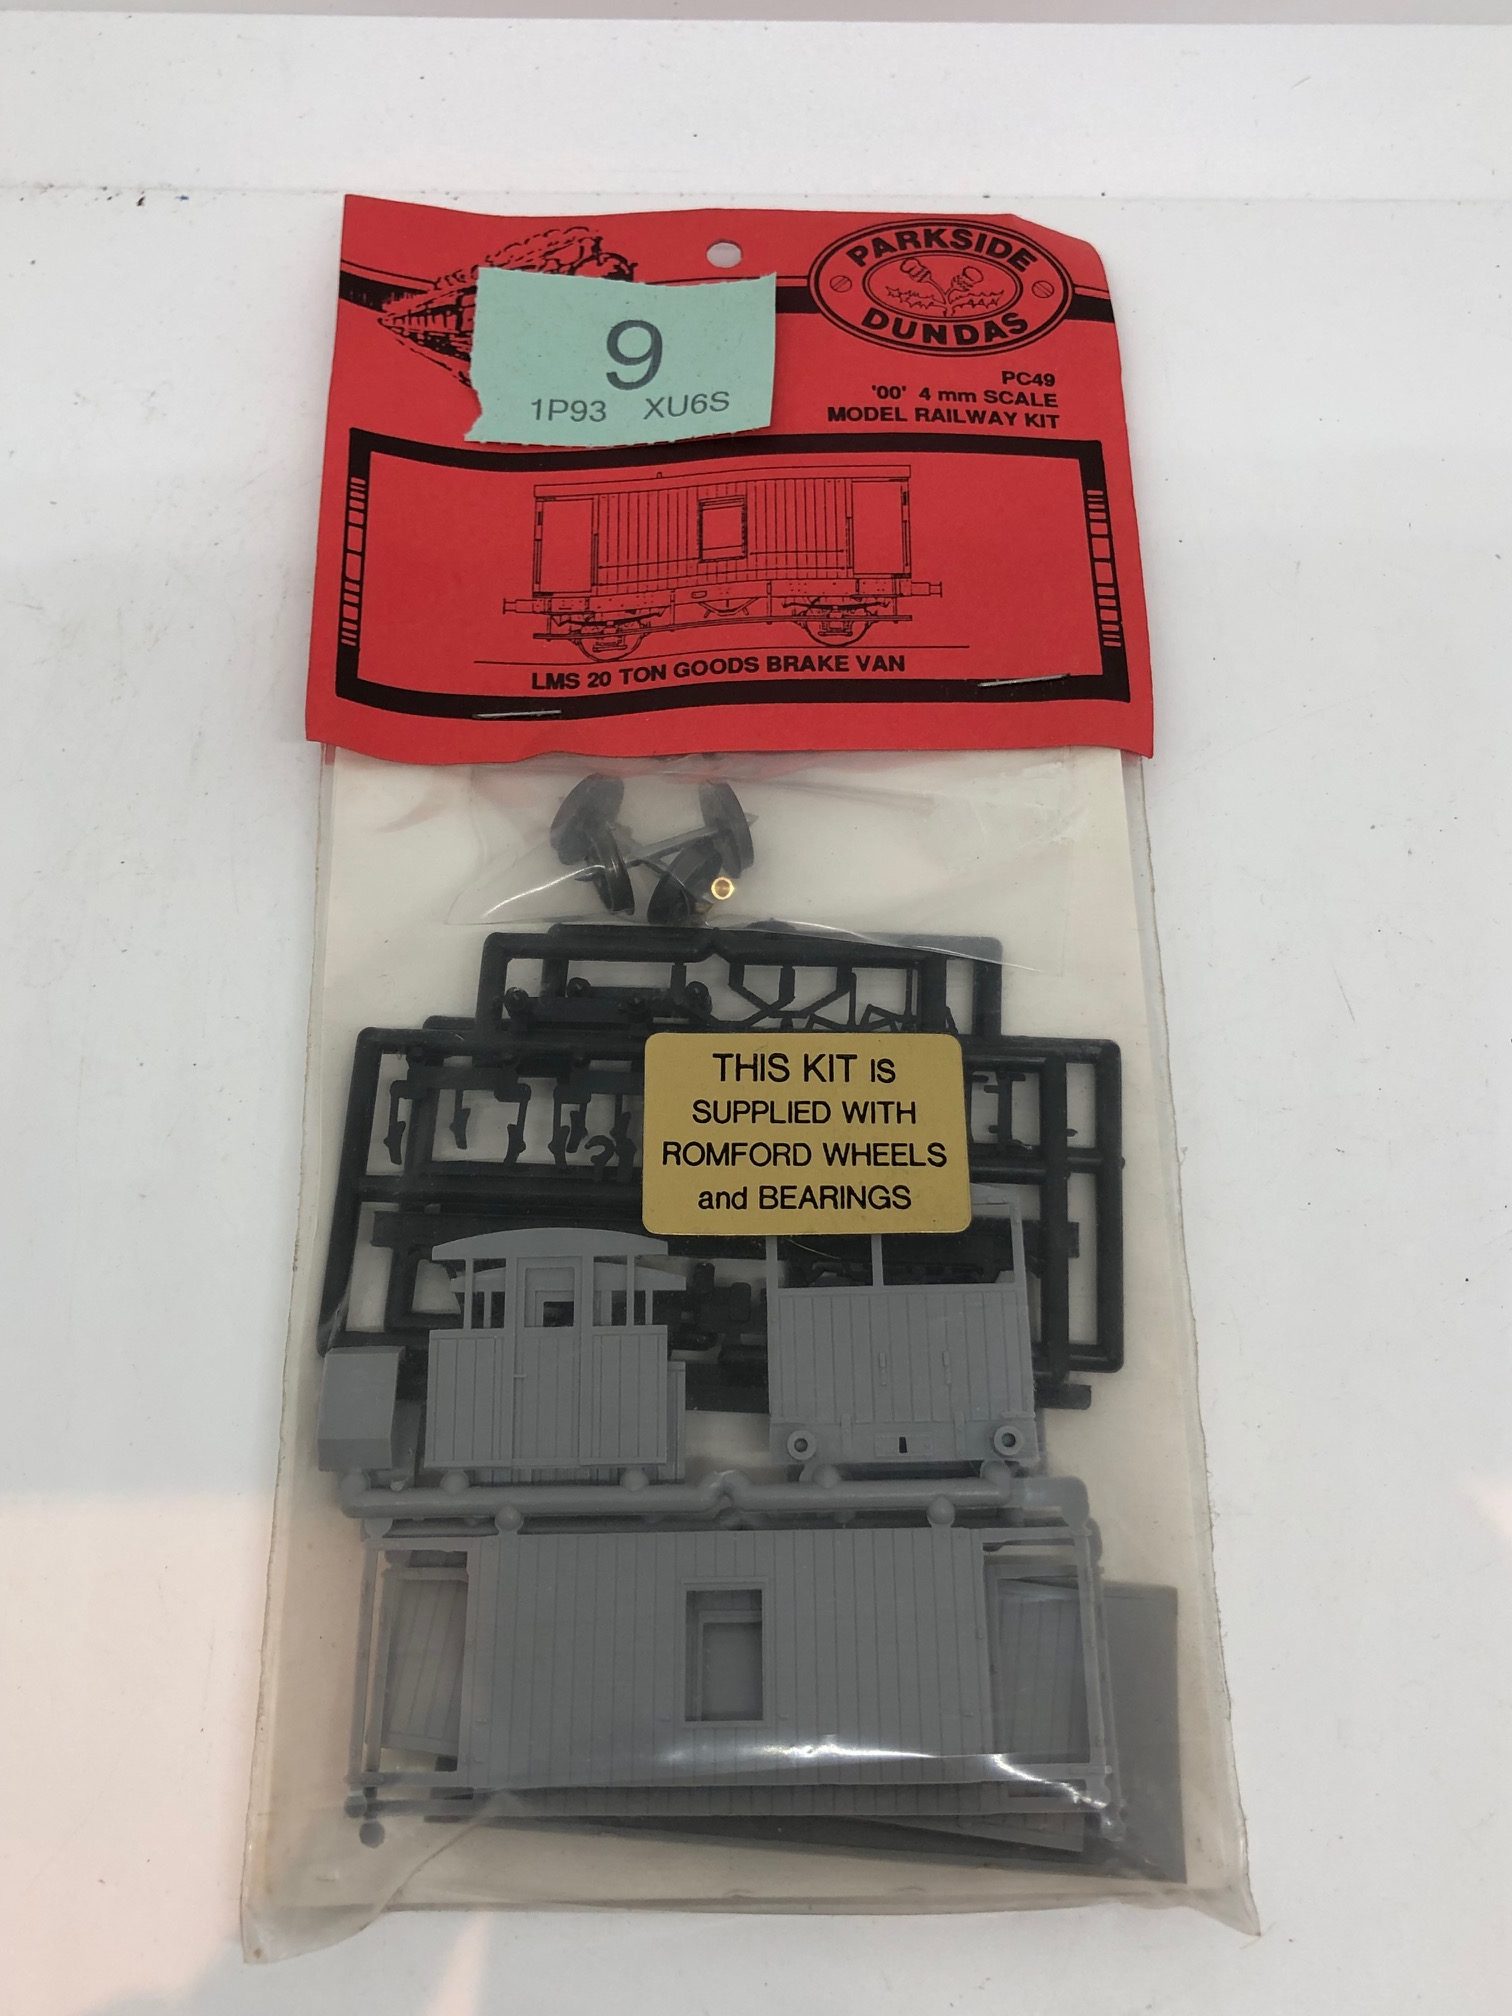 PARKSIDE
DUNDAS
9
1P93 XU6S
PC49
'00' 4 mm SCALE
MODEL RAILWAY KIT
LMS 20 TON GOODS BRAKE VAN
THIS KIT IS
SUPPLIED WITH
ROMFORD WHEELS
and BEARINGS